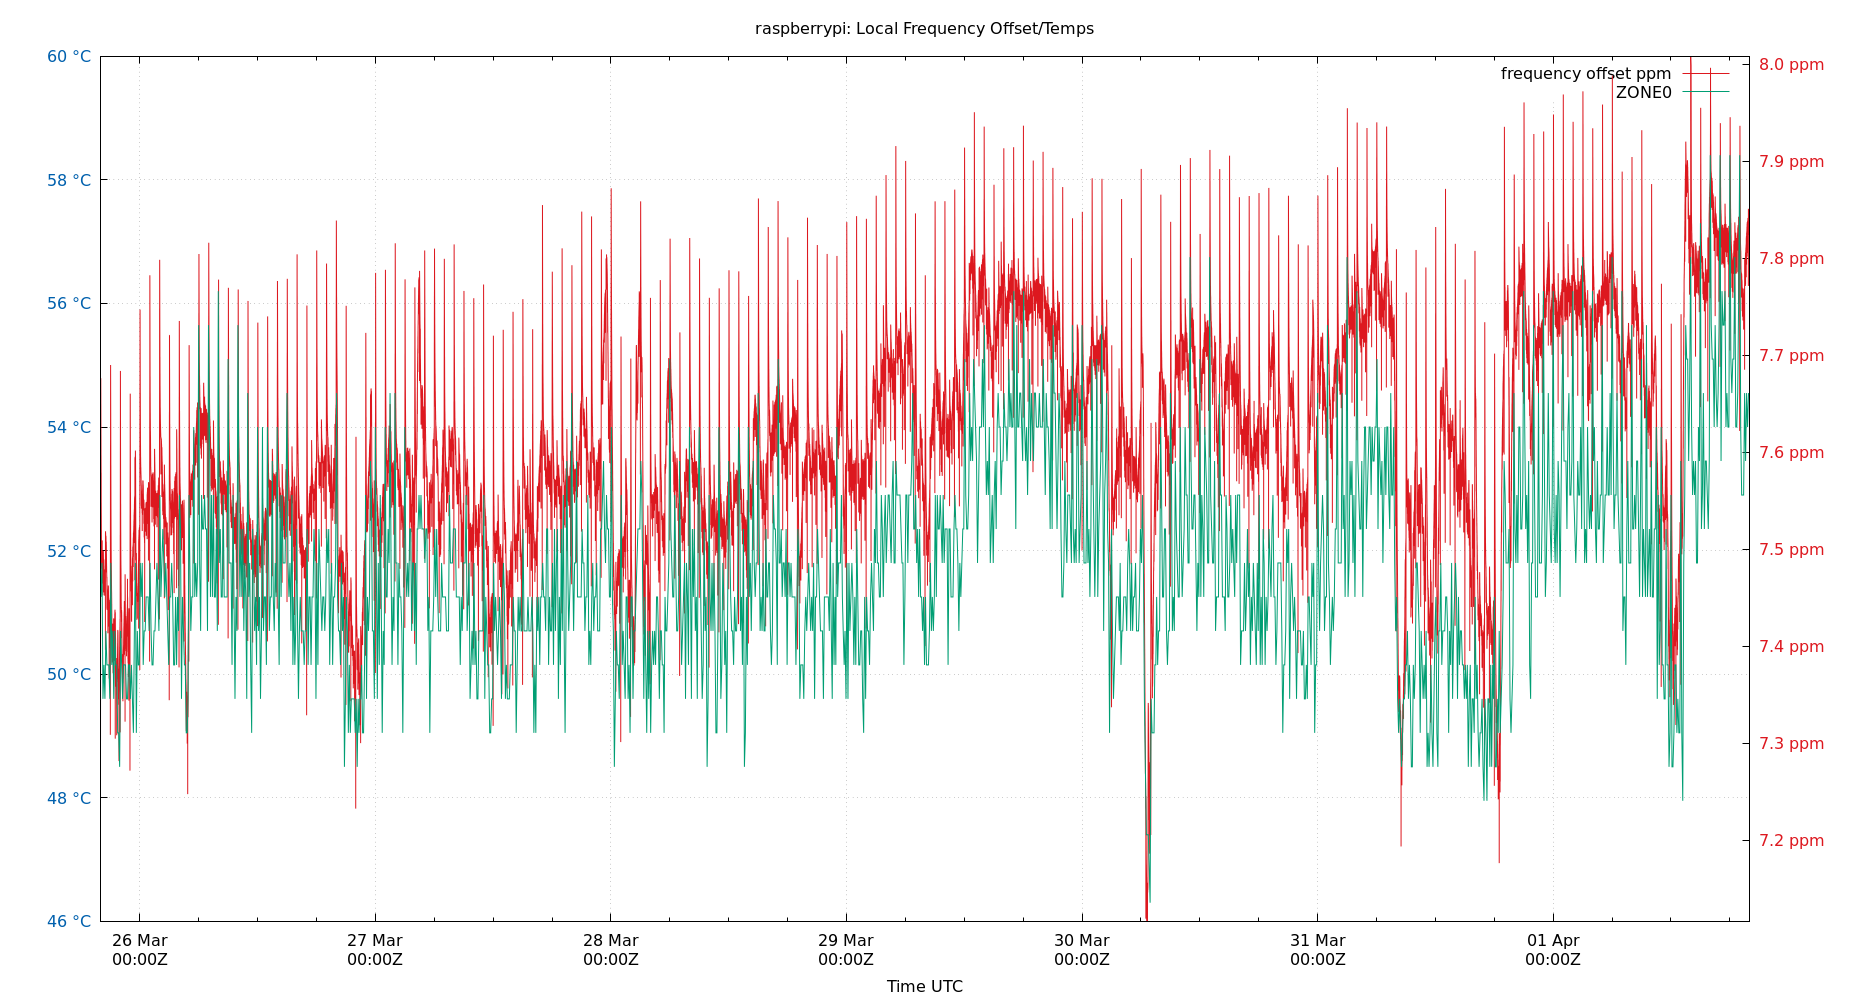 raspberrypi: Local Frequency Offset/Temps
frequency offset ppm
ZONE0
60 °C
58 °C
56 °C
54 °C
52 °C
50 °C
48 °C
46 °C
8.0 ppm
7.9 ppm
7.8 ppm
7.7 ppm
7.6 ppm
7.5 ppm
7.4 ppm
7.3 ppm
7.2 ppm
26 Mar 27 Mar 28 Mar 29 Mar 30 Mar 31 Mar 01 Apr
00:00Z 00:00Z 00:00Z 00:00Z 00:00Z 00:00Z 00:00Z
Time UTC